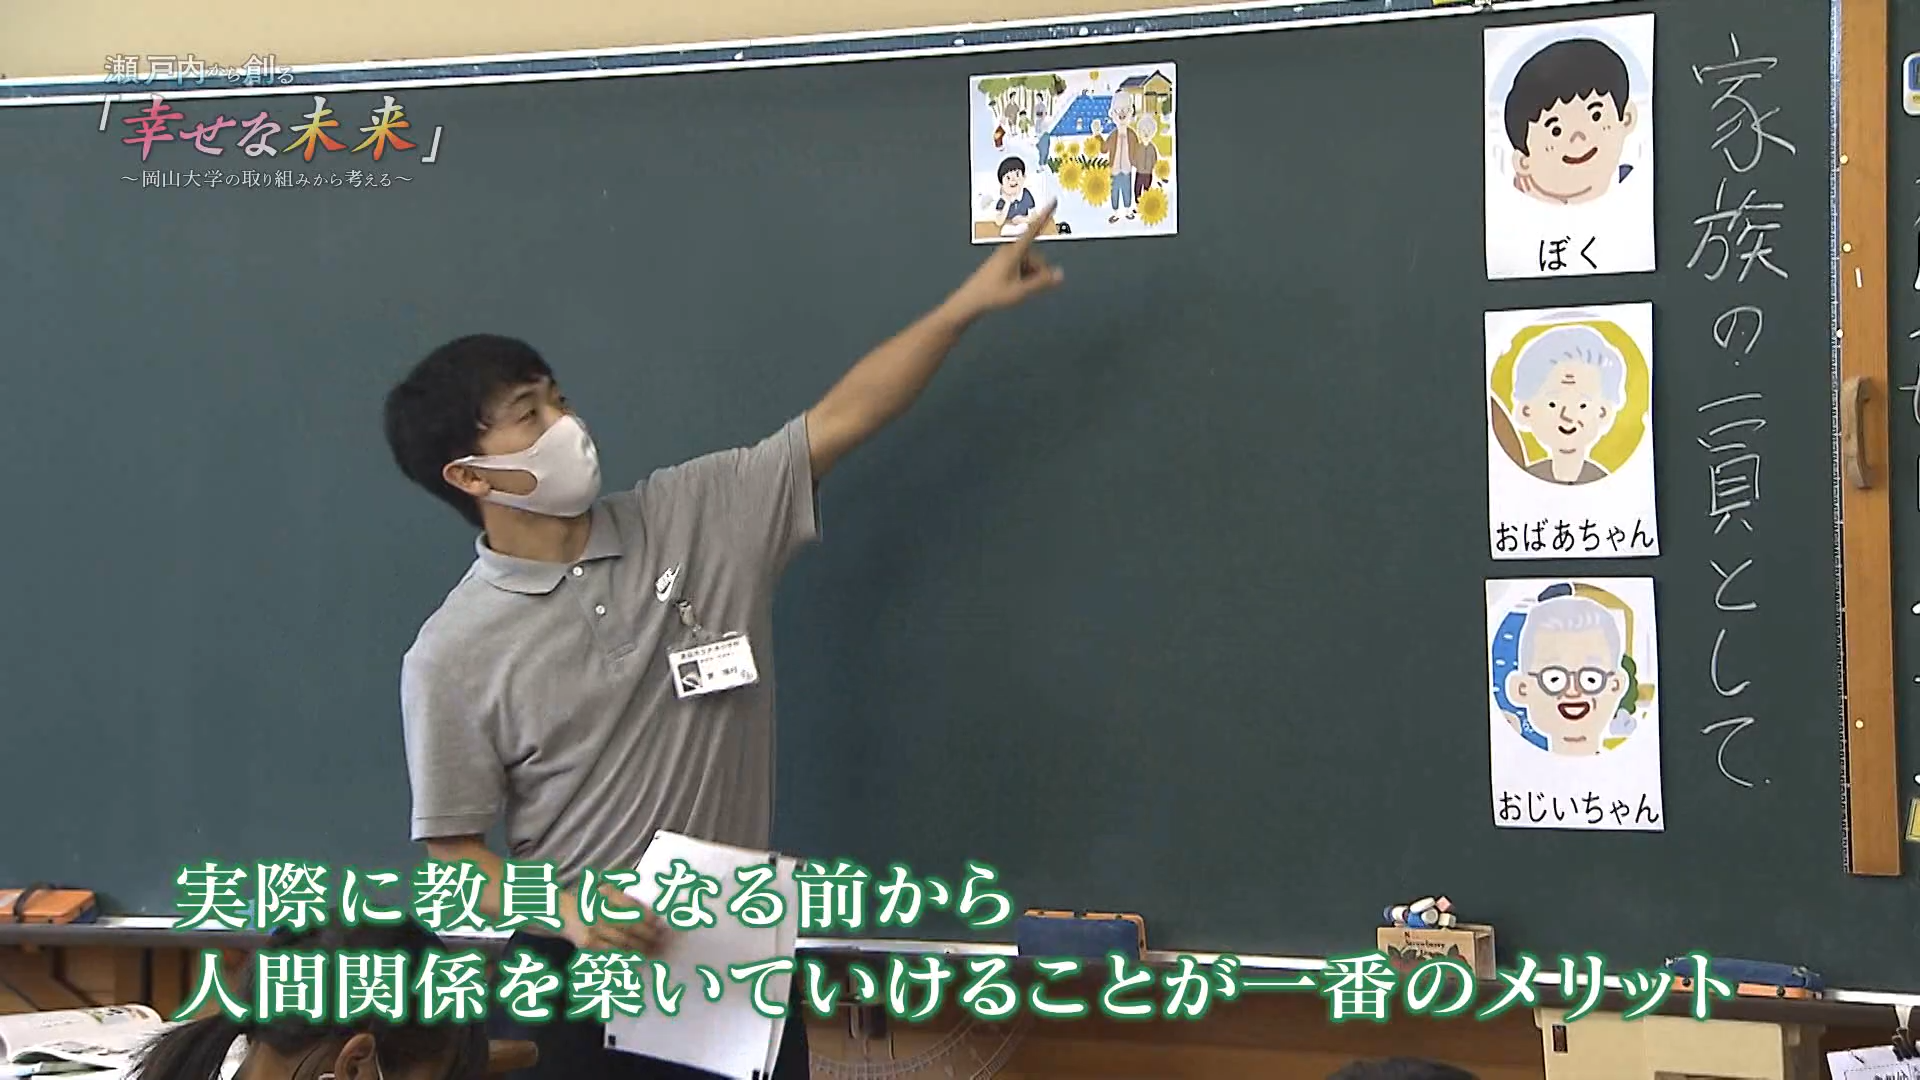 瀬戸内から創る
「幸せな未来」
～岡山大学の取り組みから考える～
家族の一員として
ぼく
おばあちゃん
おじいちゃん
NIKE
実際に教員になる前から
人間関係を築いていけることが一番のメリット